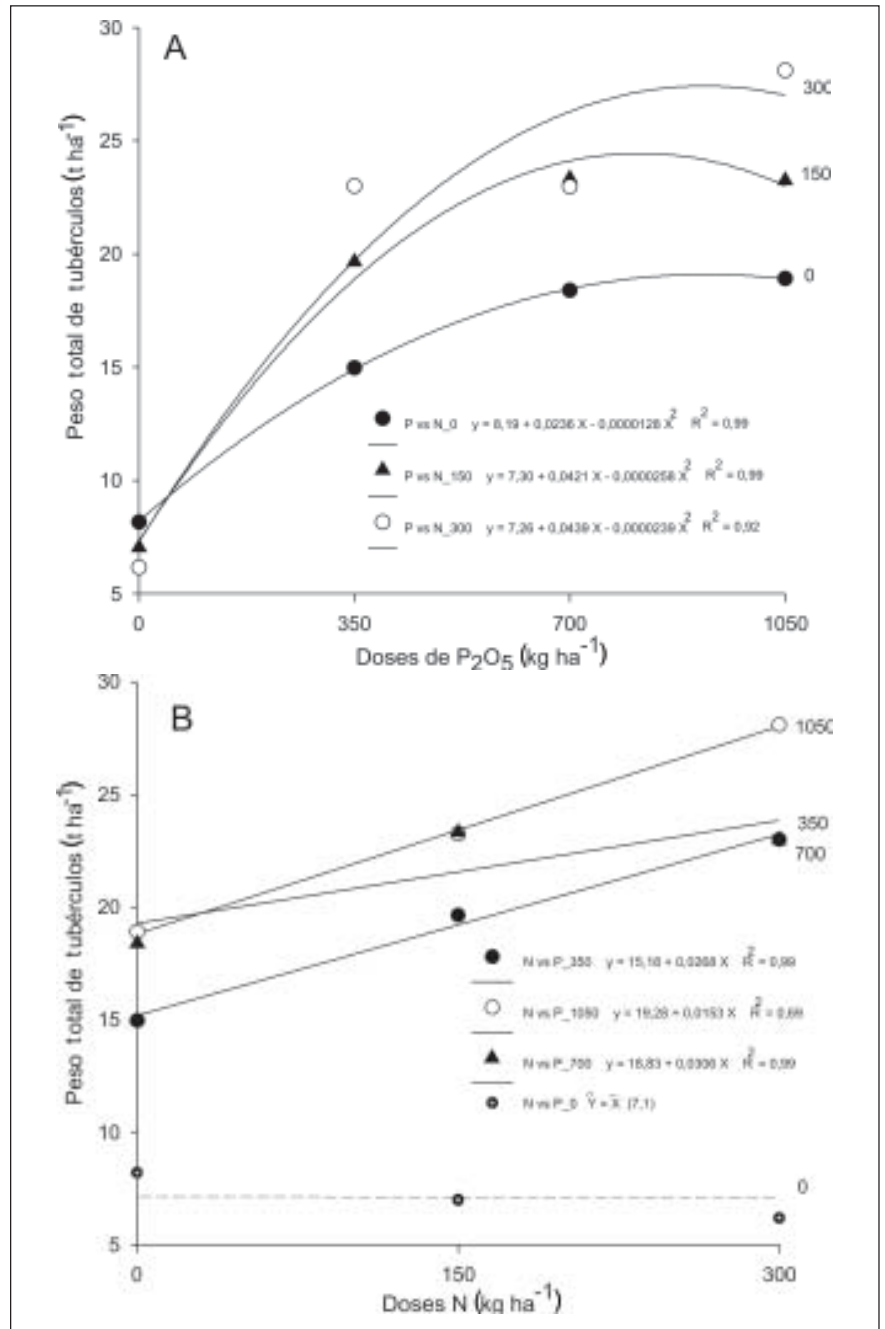 A
30
25
20
15
10
5
Peso total de tubérculos (t ha⁻¹)
300
150
0
P vs N_0 y = 8,19 + 0,0236 X - 0,0000128 X² R² = 0,99
P vs N_150 y = 7,30 + 0,0421 X - 0,0000258 X² R² = 0,99
P vs N_300 y = 7,26 + 0,0439 X - 0,0000239 X² R² = 0,92
0 350 700 1050
Doses de P₂O₅ (kg ha⁻¹)
B
30
25
20
15
10
5
Peso total de tubérculos (t ha⁻¹)
1050
350
700
N vs P_350 y = 15,18 + 0,0268 X R² = 0,99
N vs P_1050 y = 19,28 + 0,0153 X R² = 0,69
N vs P_700 y = 18,83 + 0,0306 X R² = 0,99
N vs P_0 Ŷ = X̄ (7,1)
0
0 150 300
Doses N (kg ha⁻¹)